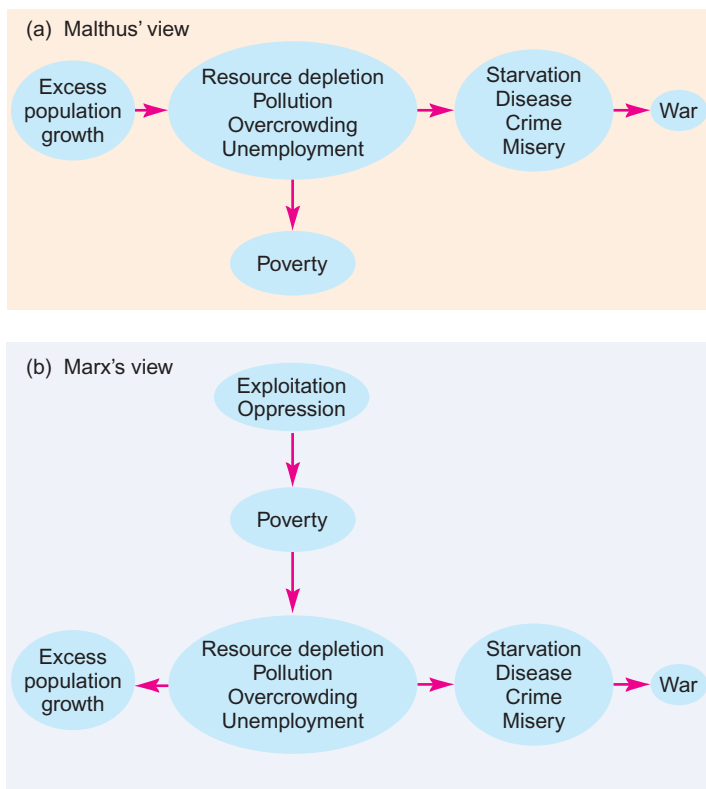 (a) Malthus' view
Excess
population
growth
Resource depletion
Pollution
Overcrowding
Unemployment
Starvation
Disease
Crime
Misery
War
Poverty
(b) Marx's view
Exploitation
Oppression
Poverty
Excess
population
growth
Resource depletion
Pollution
Overcrowding
Unemployment
Starvation
Disease
Crime
Misery
War